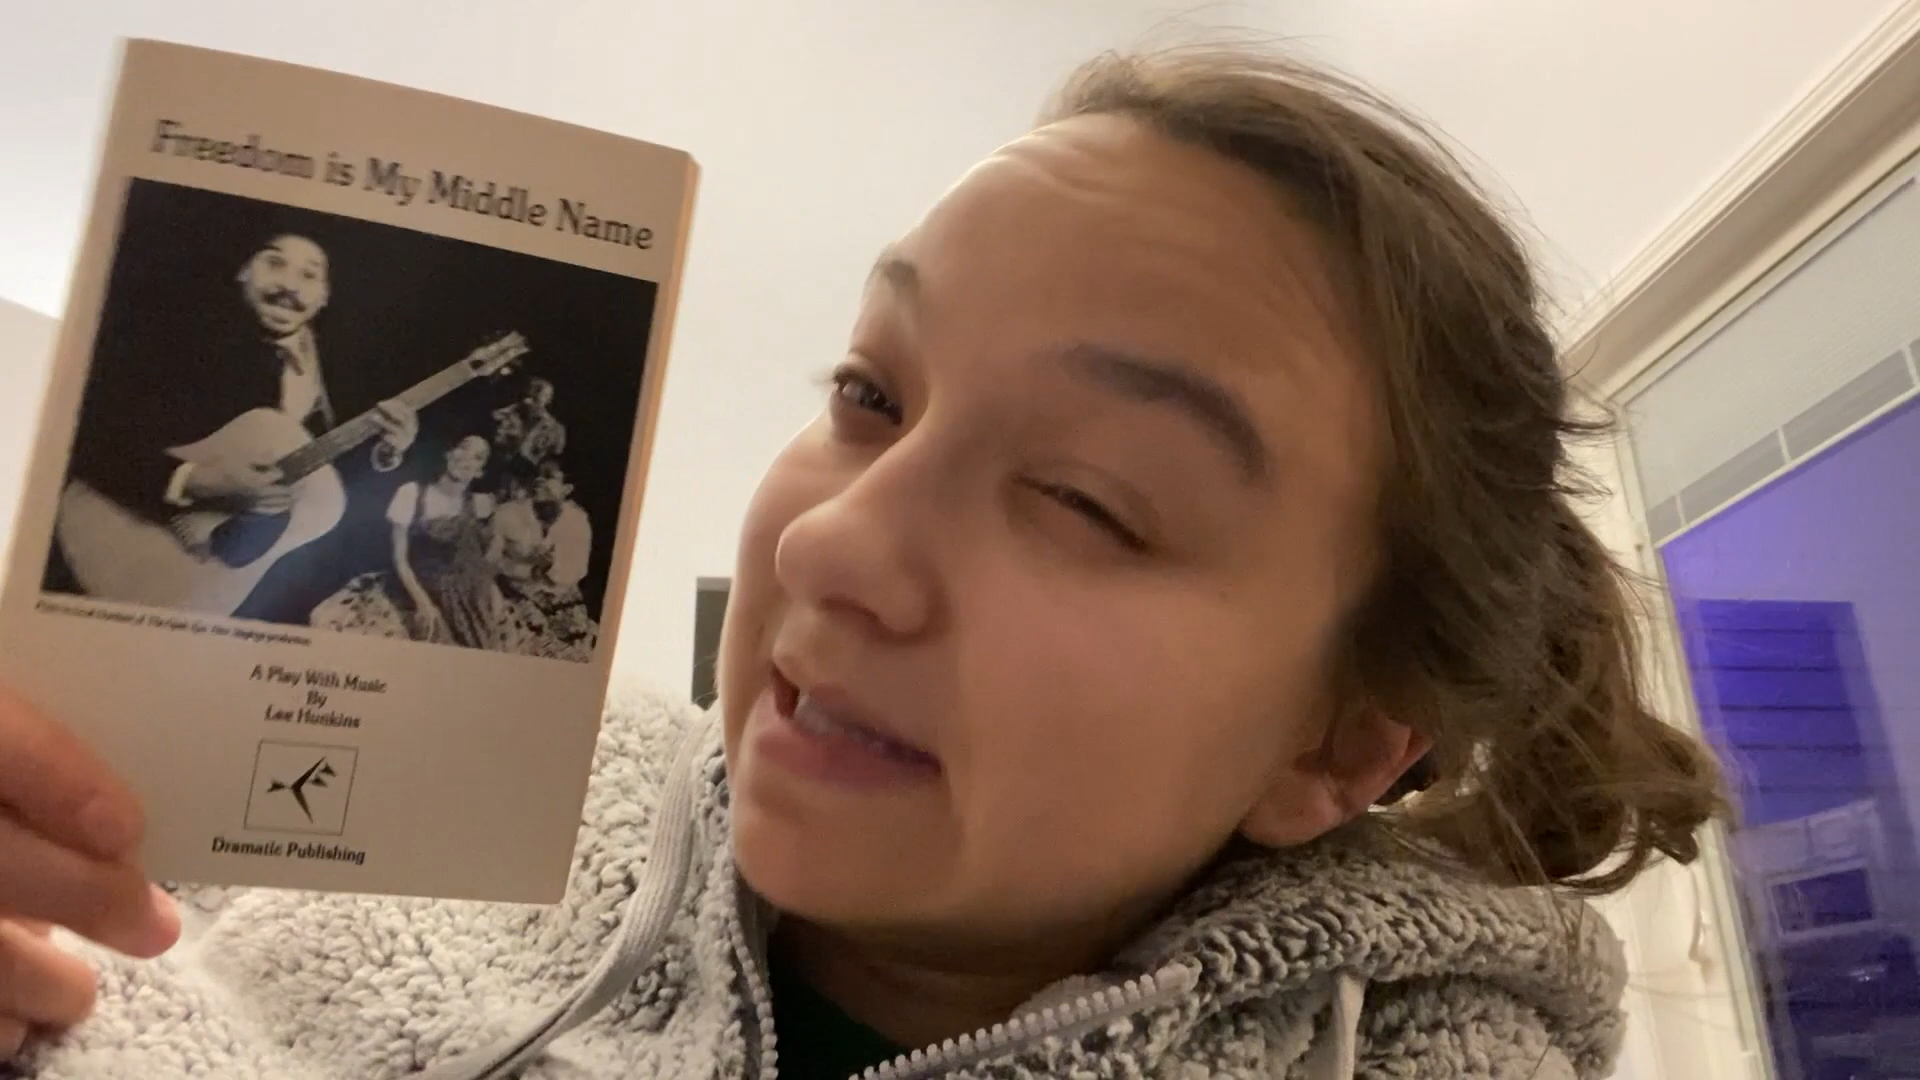 Freedom is My Middle Name
A Play With Music
By
Lee Hunkins
Dramatic Publishing